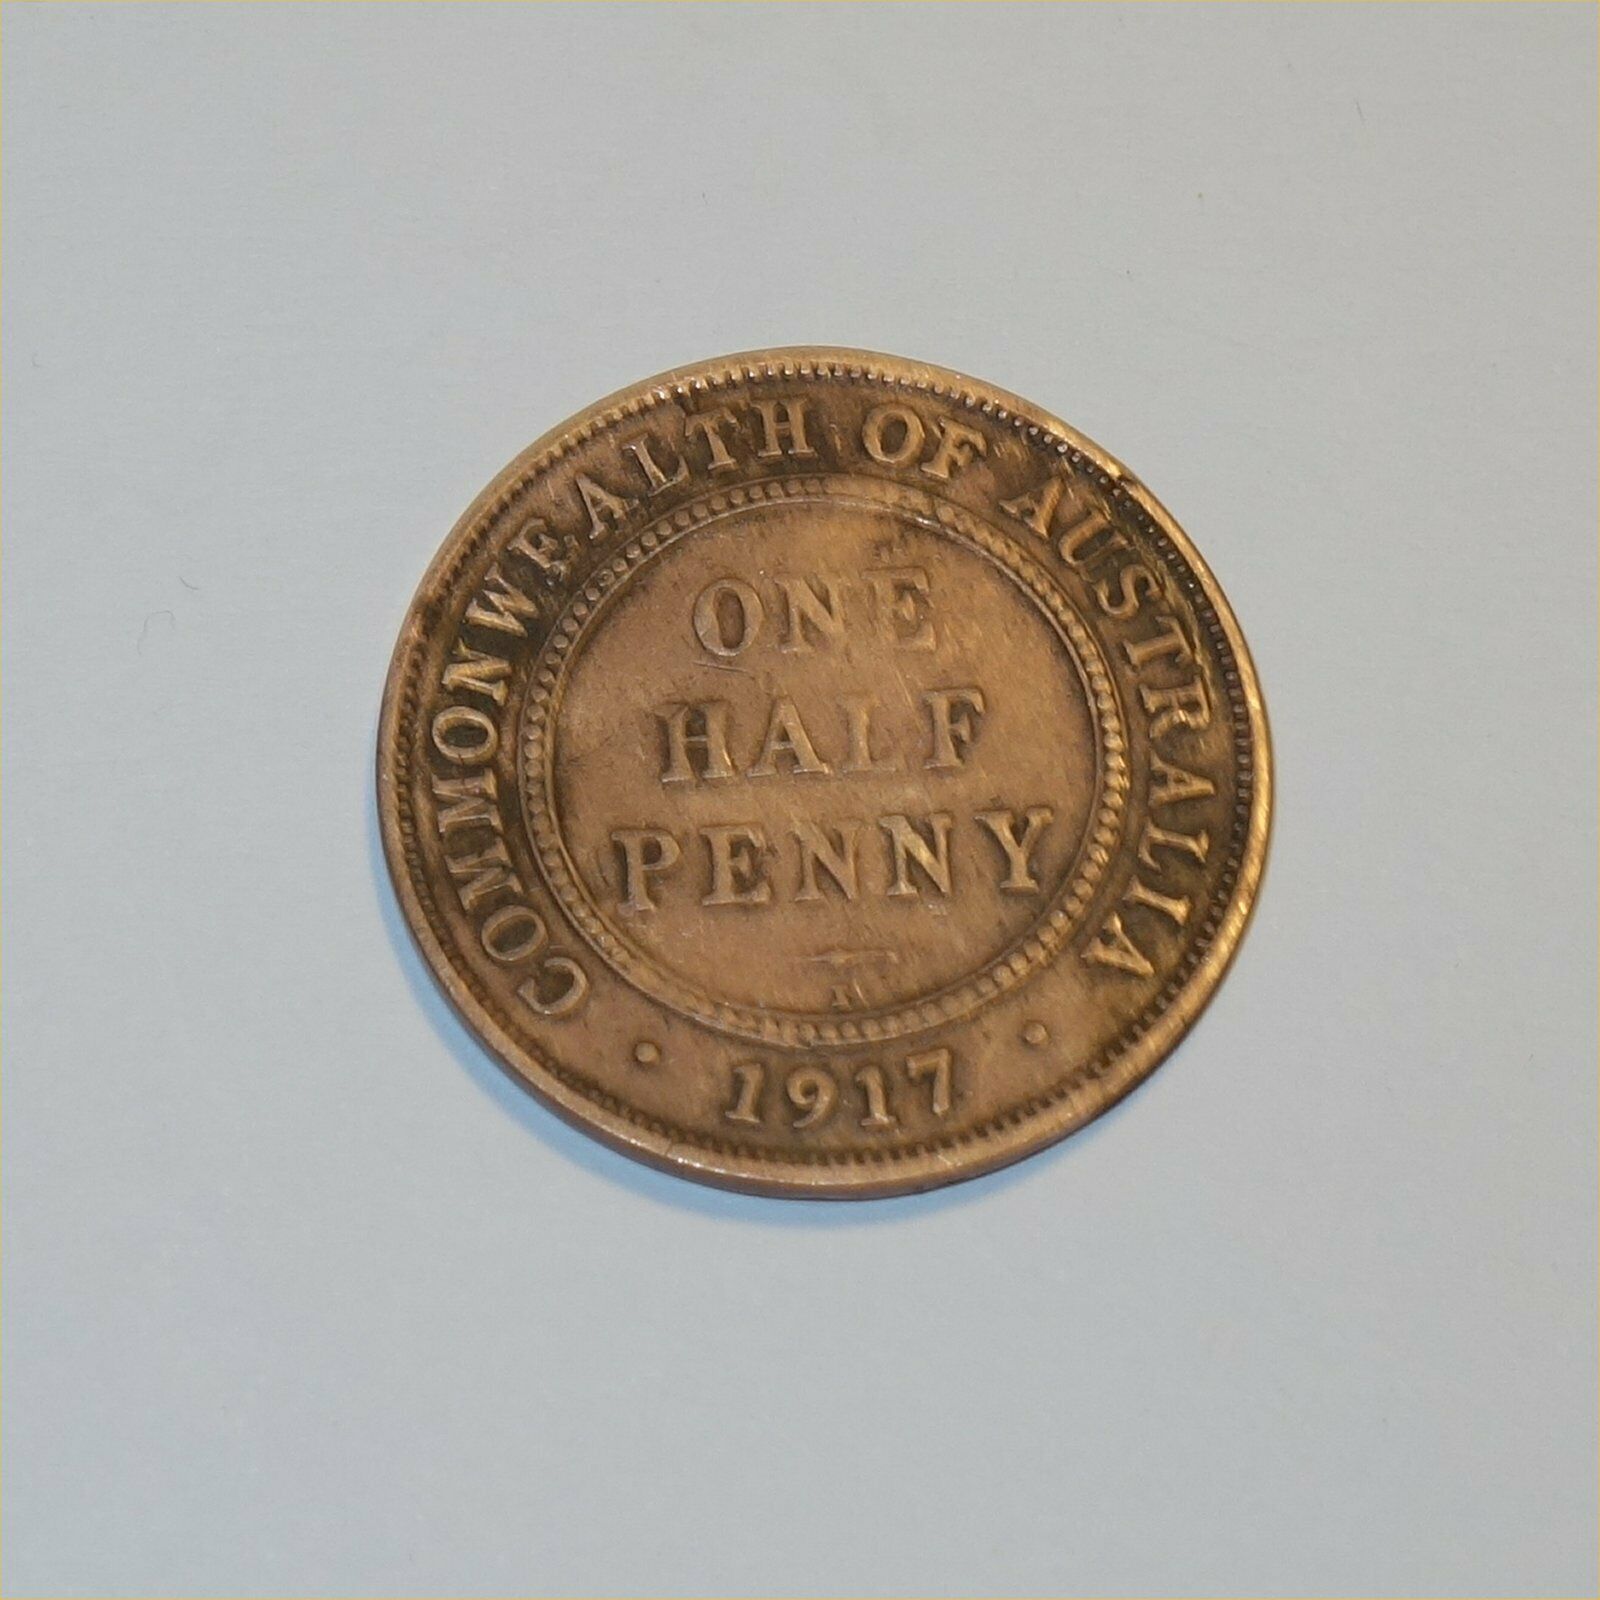 COMMONWEALTH OF AUSTRALIA
ONE
HALF
PENNY
I
· 1917 ·